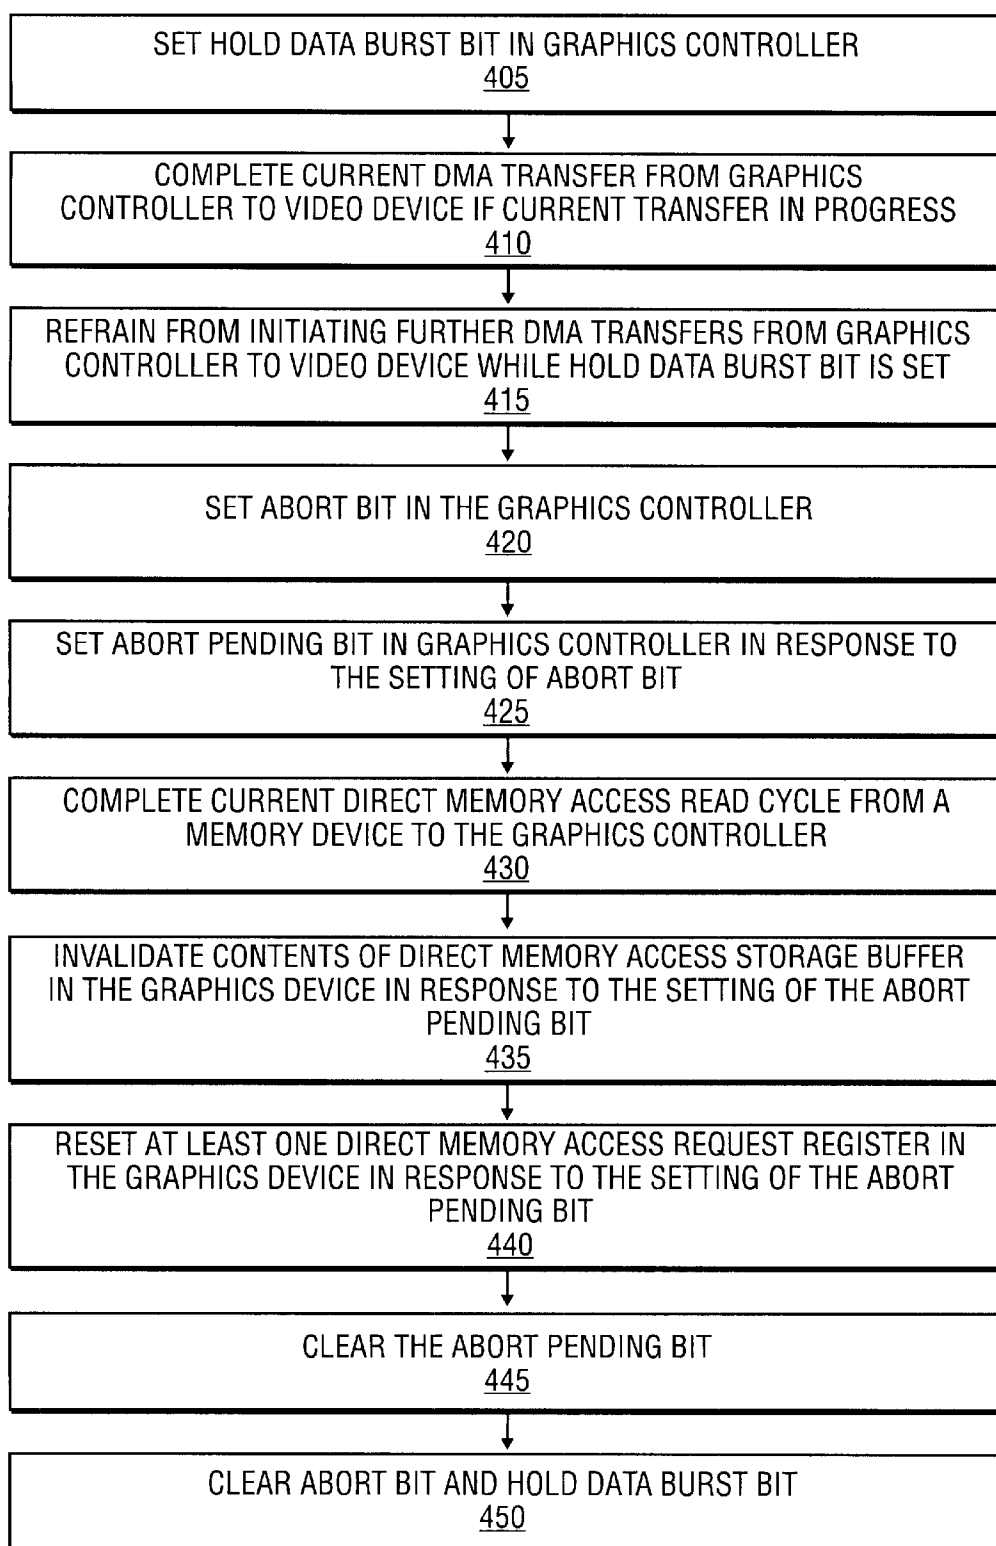 SET HOLD DATA BURST BIT IN GRAPHICS CONTROLLER
405
COMPLETE CURRENT DMA TRANSFER FROM GRAPHICS
CONTROLLER TO VIDEO DEVICE IF CURRENT TRANSFER IN PROGRESS
410
REFRAIN FROM INITIATING FURTHER DMA TRANSFERS FROM GRAPHICS
CONTROLLER TO VIDEO DEVICE WHILE HOLD DATA BURST BIT IS SET
415
SET ABORT BIT IN THE GRAPHICS CONTROLLER
420
SET ABORT PENDING BIT IN GRAPHICS CONTROLLER IN RESPONSE TO
THE SETTING OF ABORT BIT
425
COMPLETE CURRENT DIRECT MEMORY ACCESS READ CYCLE FROM A
MEMORY DEVICE TO THE GRAPHICS CONTROLLER
430
INVALIDATE CONTENTS OF DIRECT MEMORY ACCESS STORAGE BUFFER
IN THE GRAPHICS DEVICE IN RESPONSE TO THE SETTING OF THE ABORT
PENDING BIT
435
RESET AT LEAST ONE DIRECT MEMORY ACCESS REQUEST REGISTER IN
THE GRAPHICS DEVICE IN RESPONSE TO THE SETTING OF THE ABORT
PENDING BIT
440
CLEAR THE ABORT PENDING BIT
445
CLEAR ABORT BIT AND HOLD DATA BURST BIT
450